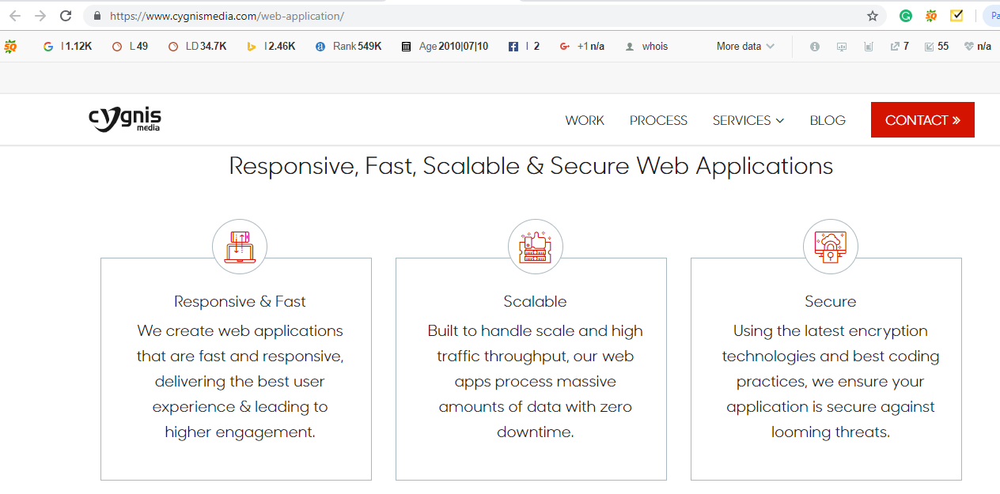 https://www.cygnismedia.com/web-application/
Pa
SQ I 1.12K L 49 LD 34.7K I 2.46K Rank 549K Age 2010|07|10 I 2 +1 n/a whois More data 7 55 n/a
cygnis
media
WORK PROCESS SERVICES BLOG CONTACT »
Responsive, Fast, Scalable & Secure Web Applications
Responsive & Fast
We create web applications
that are fast and responsive,
delivering the best user
experience & leading to
higher engagement.
Scalable
Built to handle scale and high
traffic throughput, our web
apps process massive
amounts of data with zero
downtime.
Secure
Using the latest encryption
technologies and best coding
practices, we ensure your
application is secure against
looming threats.